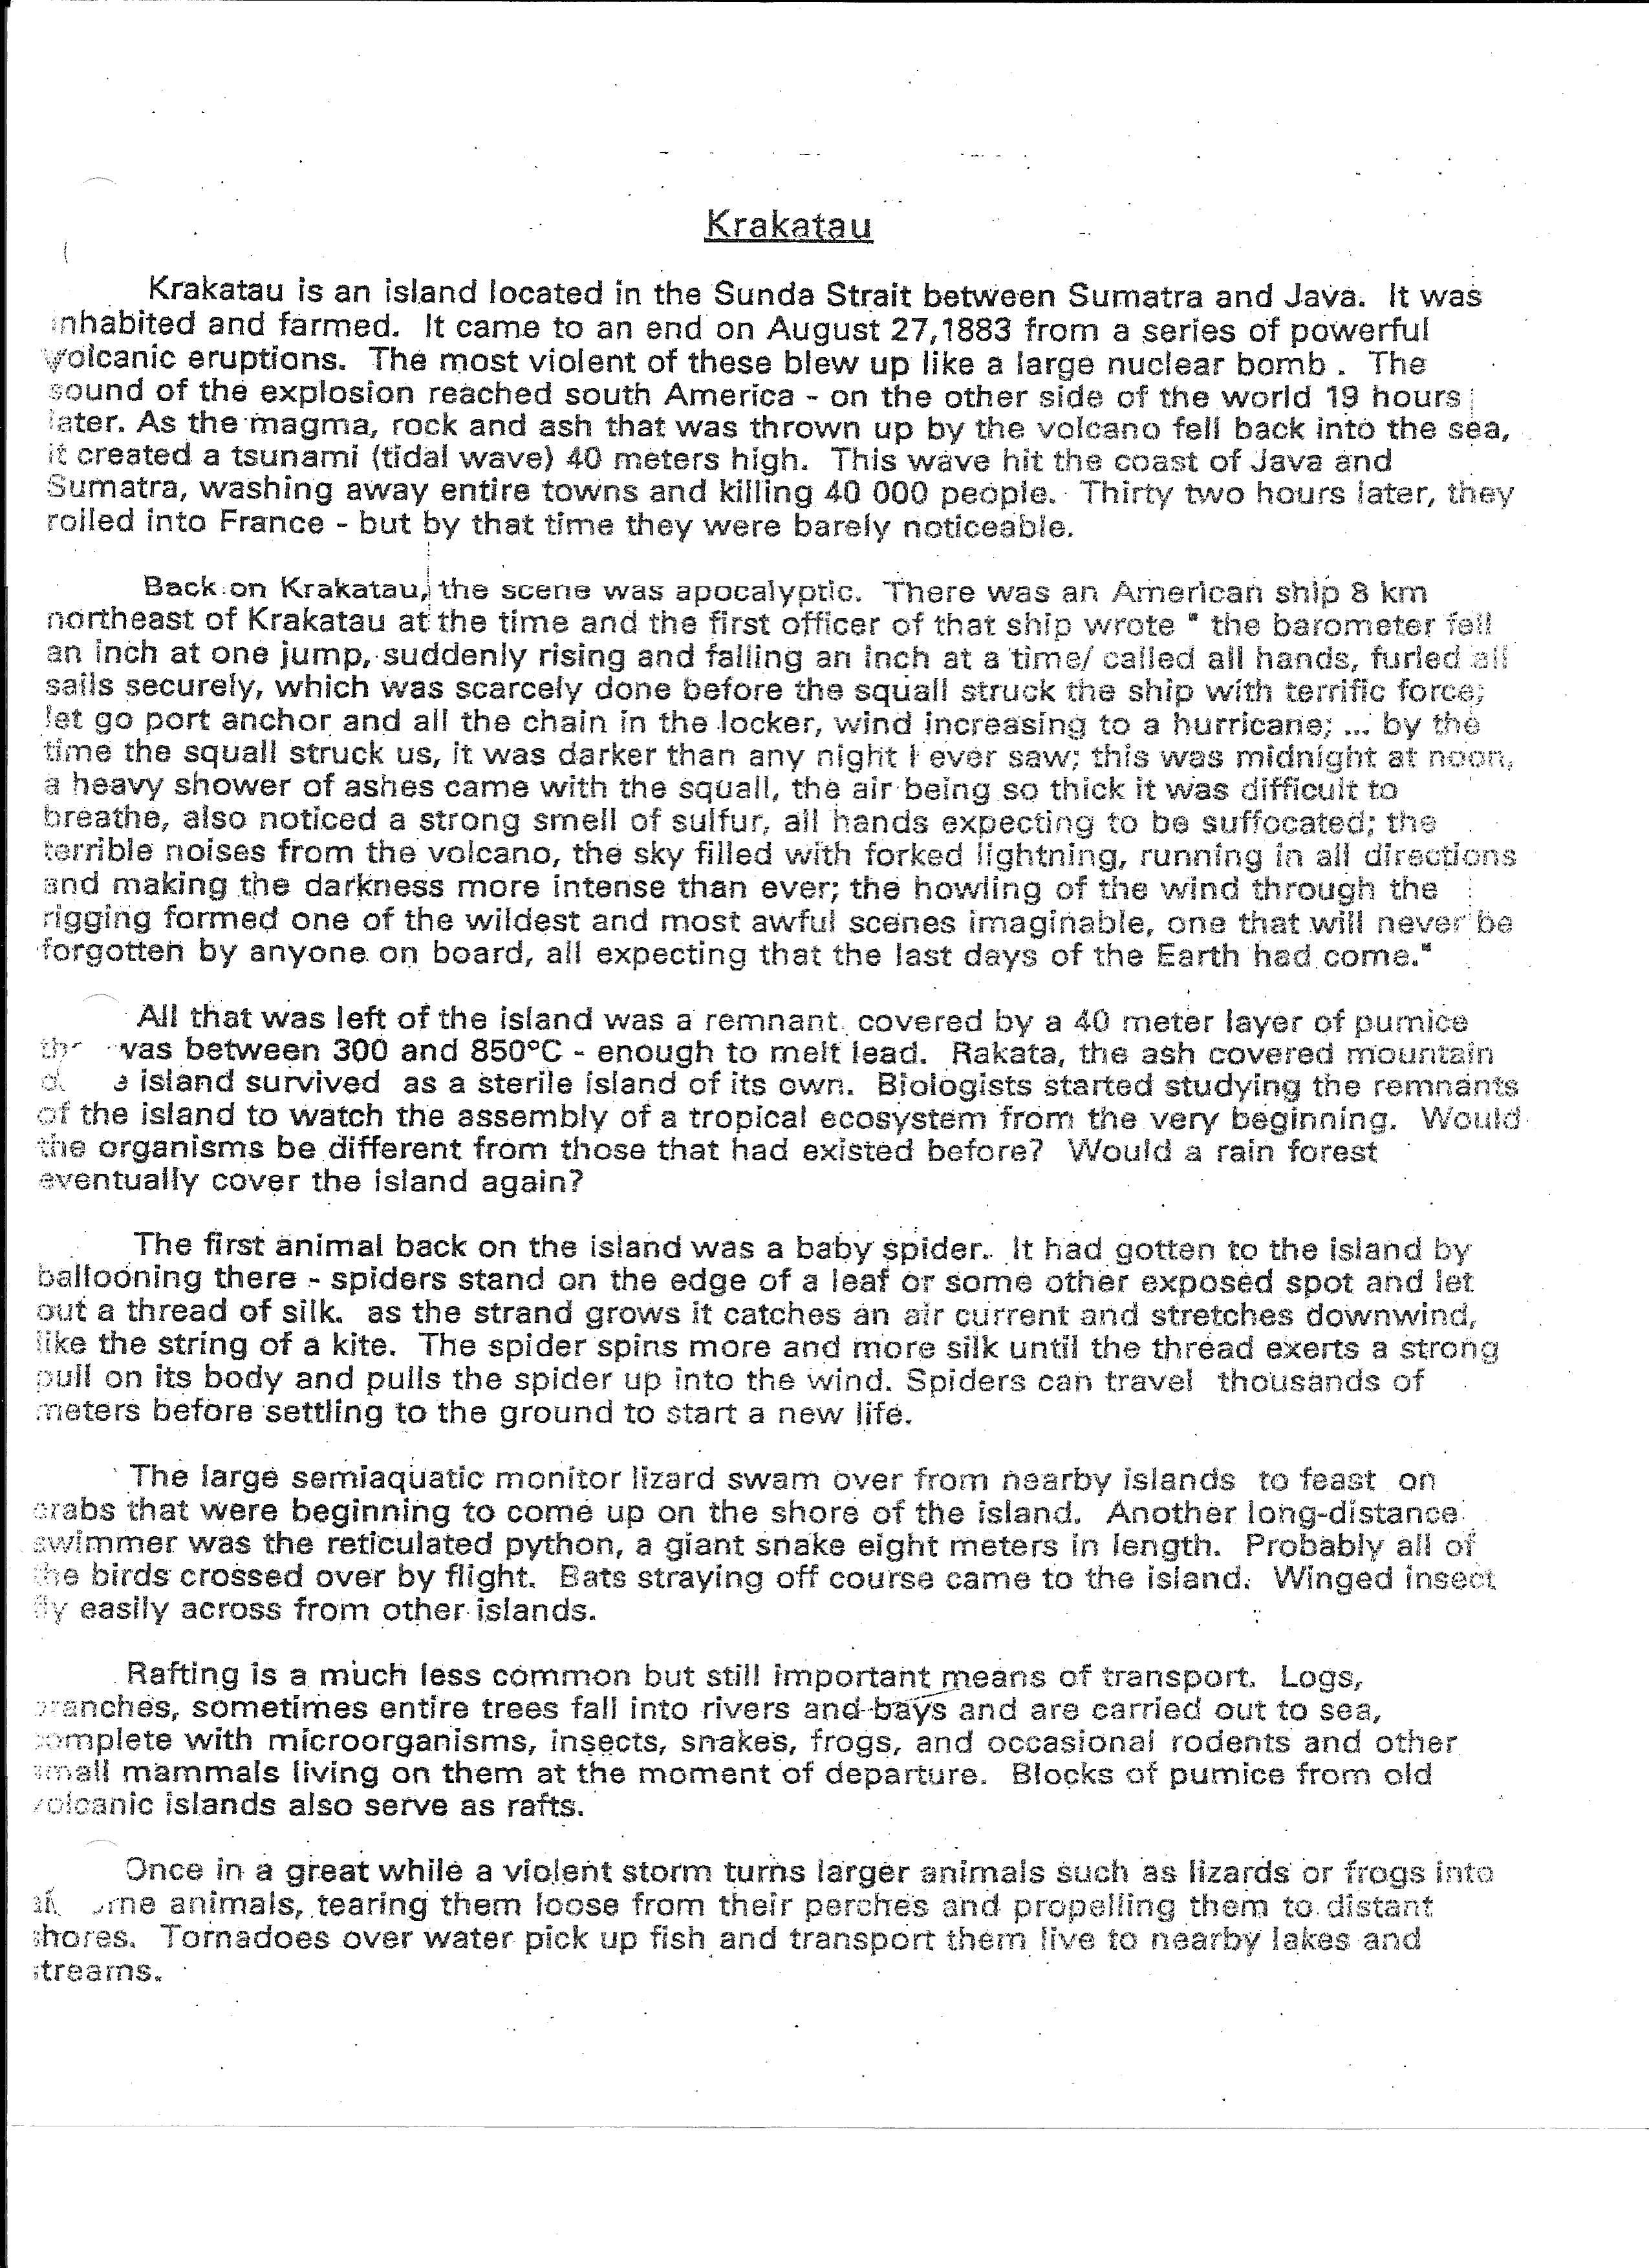 Krakatau
Krakatau is an island located in the Sunda Strait between Sumatra and Java. It was
inhabited and farmed. It came to an end on August 27,1883 from a series of powerful
volcanic eruptions. The most violent of these blew up like a large nuclear bomb . The
sound of the explosion reached south America - on the other side of the world 19 hours
later. As the magma, rock and ash that was thrown up by the volcano fell back into the sea,
it created a tsunami (tidal wave) 40 meters high. This wave hit the coast of Java and
Sumatra, washing away entire towns and killing 40 000 people. Thirty two hours later, they
rolled into France - but by that time they were barely noticeable.
Back on Krakatau, the scene was apocalyptic. There was an American ship 8 km
northeast of Krakatau at the time and the first officer of that ship wrote " the barometer fell
an inch at one jump, suddenly rising and falling an inch at a time/ called all hands, furled all
sails securely, which was scarcely done before the squall struck the ship with terrific force;
let go port anchor and all the chain in the locker, wind increasing to a hurricane; ... by the
time the squall struck us, it was darker than any night I ever saw; this was midnight at noon,
a heavy shower of ashes came with the squall, the air being so thick it was difficult to
breathe, also noticed a strong smell of sulfur, all hands expecting to be suffocated; the
terrible noises from the volcano, the sky filled with forked lightning, running in all directions
and making the darkness more intense than ever; the howling of the wind through the
rigging formed one of the wildest and most awful scenes imaginable, one that will never be
forgotten by anyone on board, all expecting that the last days of the Earth had come."
All that was left of the island was a remnant covered by a 40 meter layer of pumice
was between 300 and 850°C - enough to melt lead. Rakata, the ash covered mountain
island survived as a sterile island of its own. Biologists started studying the remnants
of the island to watch the assembly of a tropical ecosystem from the very beginning. Would
the organisms be different from those that had existed before? Would a rain forest
eventually cover the island again?
The first animal back on the island was a baby spider. It had gotten to the island by
ballooning there - spiders stand on the edge of a leaf or some other exposed spot and let
out a thread of silk. as the strand grows it catches an air current and stretches downwind,
like the string of a kite. The spider spins more and more silk until the thread exerts a strong
pull on its body and pulls the spider up into the wind. Spiders can travel thousands of
meters before settling to the ground to start a new life.
The large semiaquatic monitor lizard swam over from nearby islands to feast on
crabs that were beginning to come up on the shore of the island. Another long-distance
swimmer was the reticulated python, a giant snake eight meters in length. Probably all of
the birds crossed over by flight. Bats straying off course came to the island. Winged insect
fly easily across from other islands.
Rafting is a much less common but still important means of transport. Logs,
branches, sometimes entire trees fall into rivers and bays and are carried out to sea,
complete with microorganisms, insects, snakes, frogs, and occasional rodents and other
small mammals living on them at the moment of departure. Blocks of pumice from old
volcanic islands also serve as rafts.
Once in a great while a violent storm turns larger animals such as lizards or frogs into
animals, tearing them loose from their perches and propelling them to distant
shores. Tornadoes over water pick up fish and transport them live to nearby lakes and
streams.